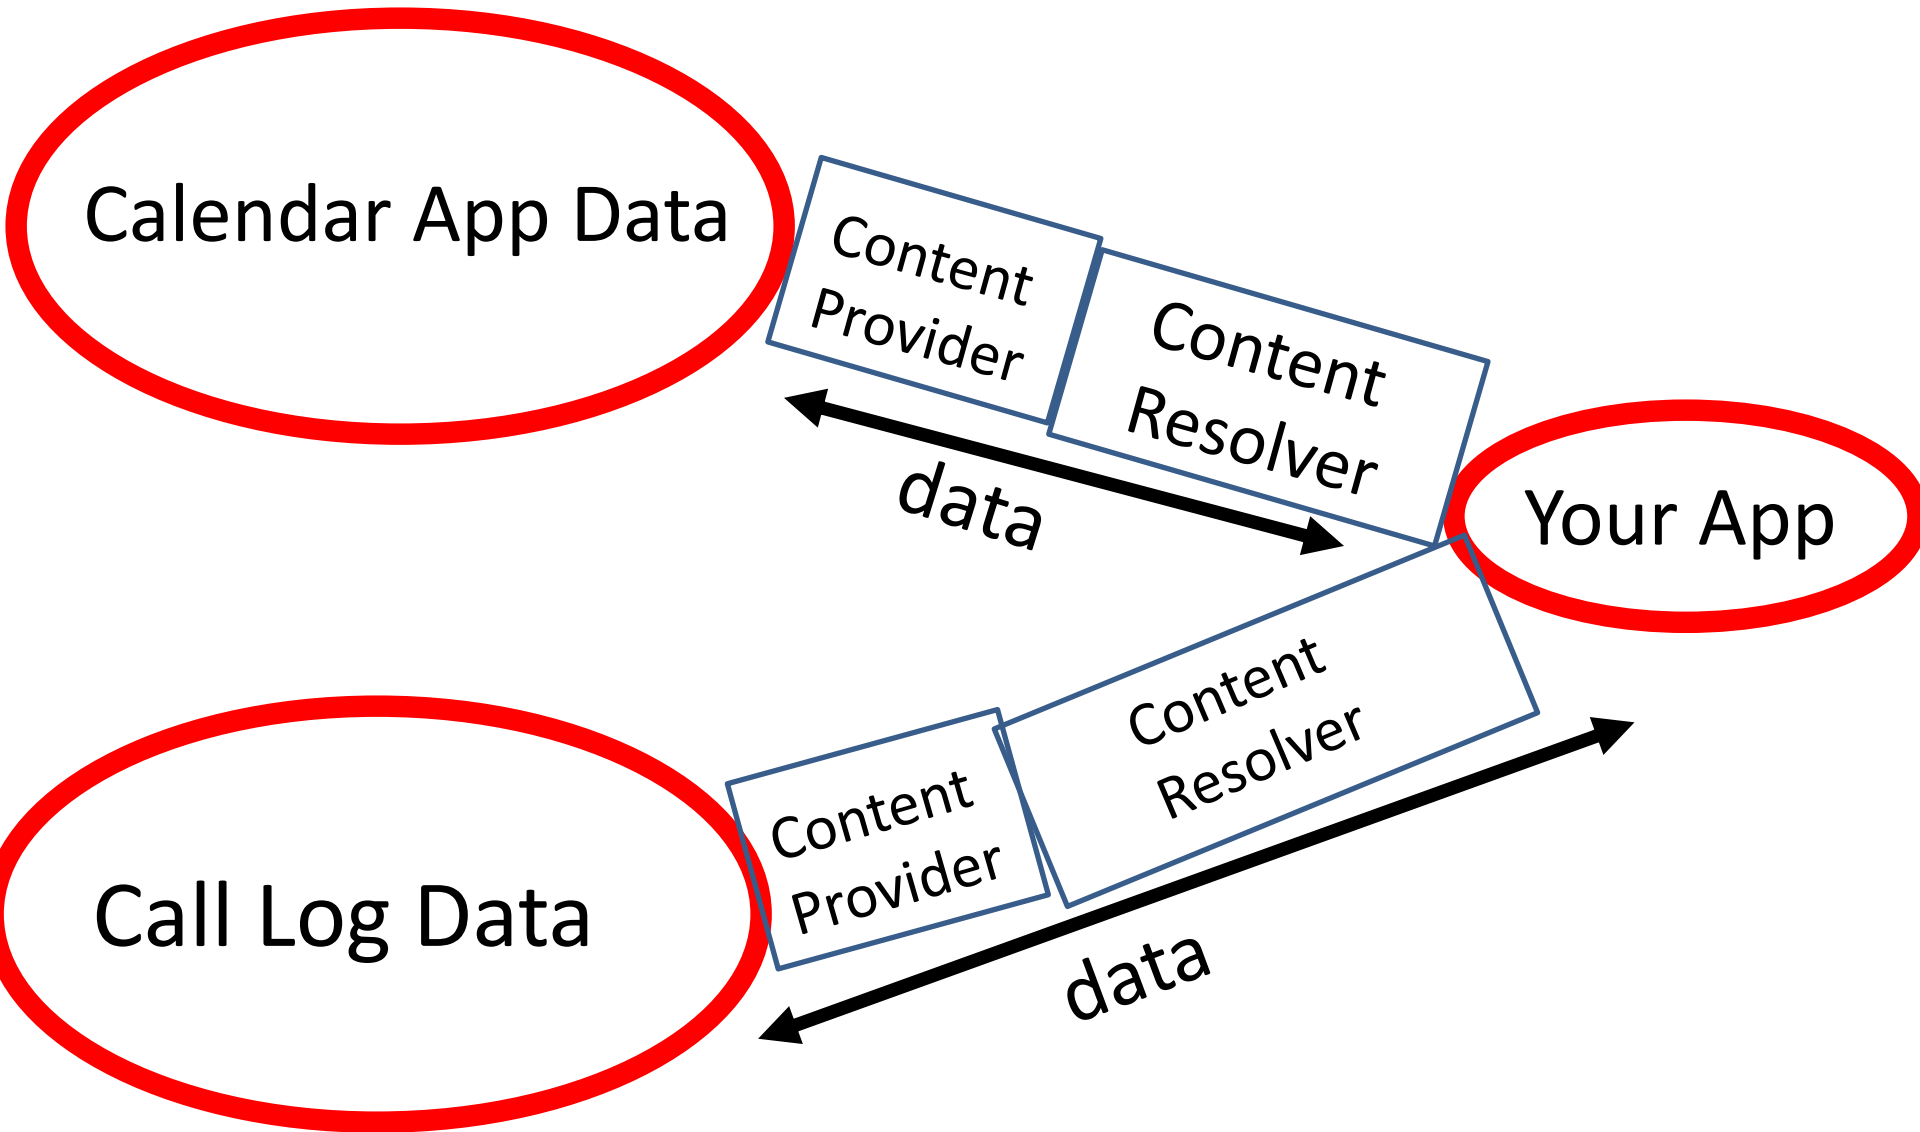 Calendar App Data
Content
Provider
Content
Resolver
data
Your App
Content
Resolver
Content
Provider
Call Log Data
data